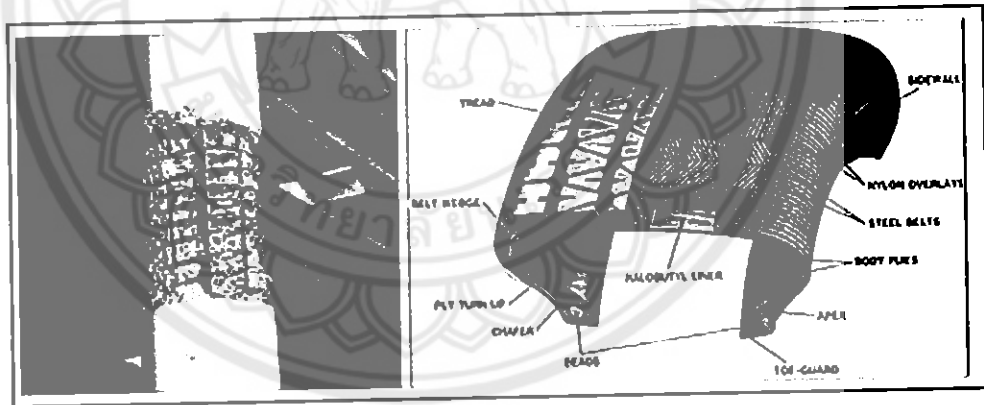 TREAD
SIDEWALL
NYLON OVERLAYS
BELT WEDGE
STEEL BELTS
HALOBUTYL LINER
BODY PLIES
PLY TURN UP
CHAFER
APEX
BEADS
TOE-GUARD